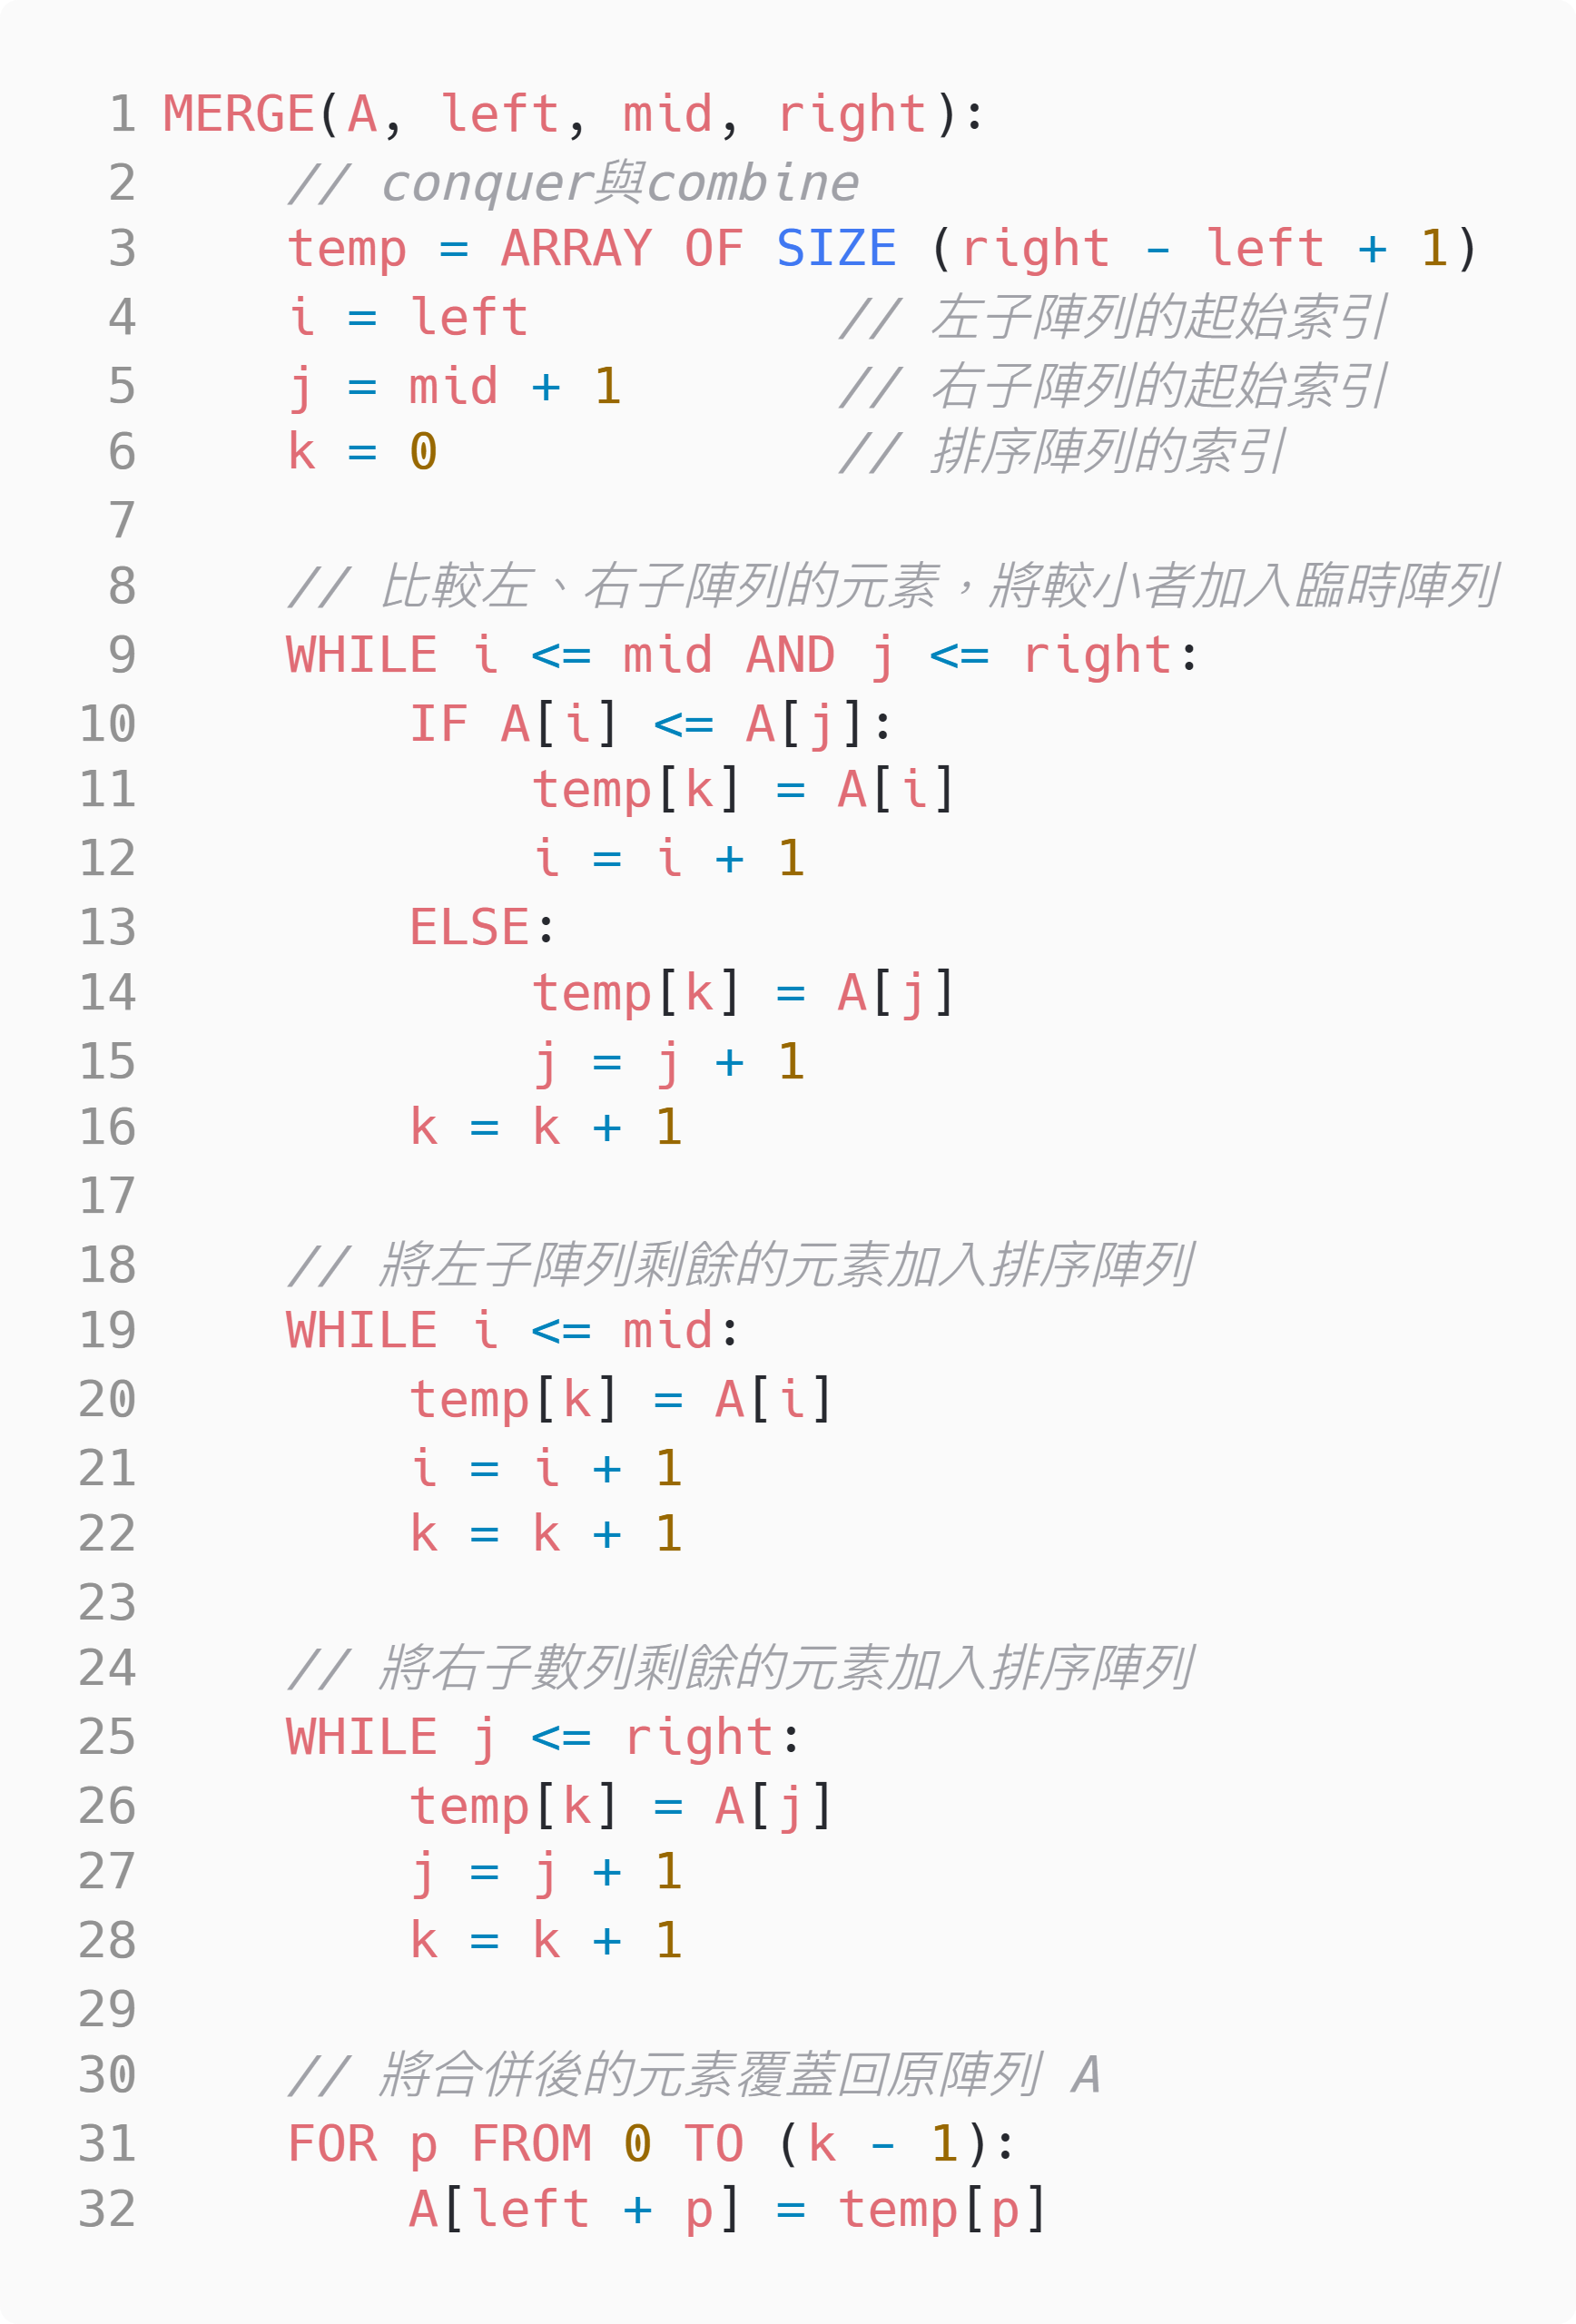 1 MERGE(A, left, mid, right):
2     // conquer與combine
3     temp = ARRAY OF SIZE (right - left + 1)
4     i = left          // 左子陣列的起始索引
5     j = mid + 1       // 右子陣列的起始索引
6     k = 0             // 排序陣列的索引
7
8     // 比較左、右子陣列的元素，將較小者加入臨時陣列
9     WHILE i <= mid AND j <= right:
10         IF A[i] <= A[j]:
11             temp[k] = A[i]
12             i = i + 1
13         ELSE:
14             temp[k] = A[j]
15             j = j + 1
16         k = k + 1
17
18     // 將左子陣列剩餘的元素加入排序陣列
19     WHILE i <= mid:
20         temp[k] = A[i]
21         i = i + 1
22         k = k + 1
23
24     // 將右子數列剩餘的元素加入排序陣列
25     WHILE j <= right:
26         temp[k] = A[j]
27         j = j + 1
28         k = k + 1
29
30     // 將合併後的元素覆蓋回原陣列 A
31     FOR p FROM 0 TO (k - 1):
32         A[left + p] = temp[p]